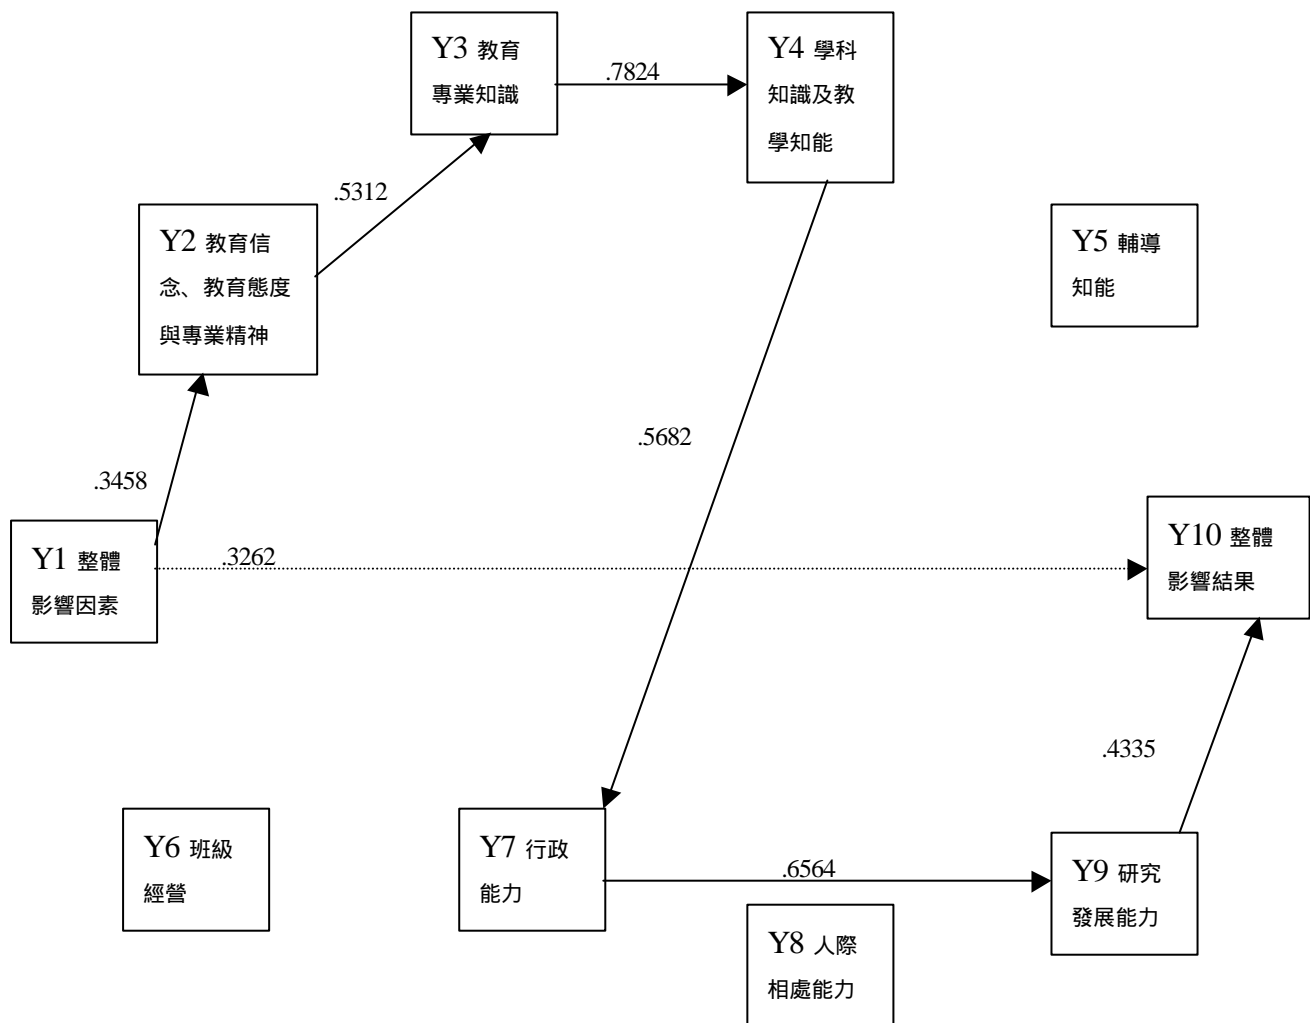 Y3 教育
專業知識
.7824
Y4 學科
知識及教
學知能
.5312
Y2 教育信
念、教育態度
與專業精神
Y5 輔導
知能
.5682
.3458
Y1 整體
影響因素
.3262
Y10 整體
影響結果
.4335
Y6 班級
經營
Y7 行政
能力
.6564
Y9 研究
發展能力
Y8 人際
相處能力